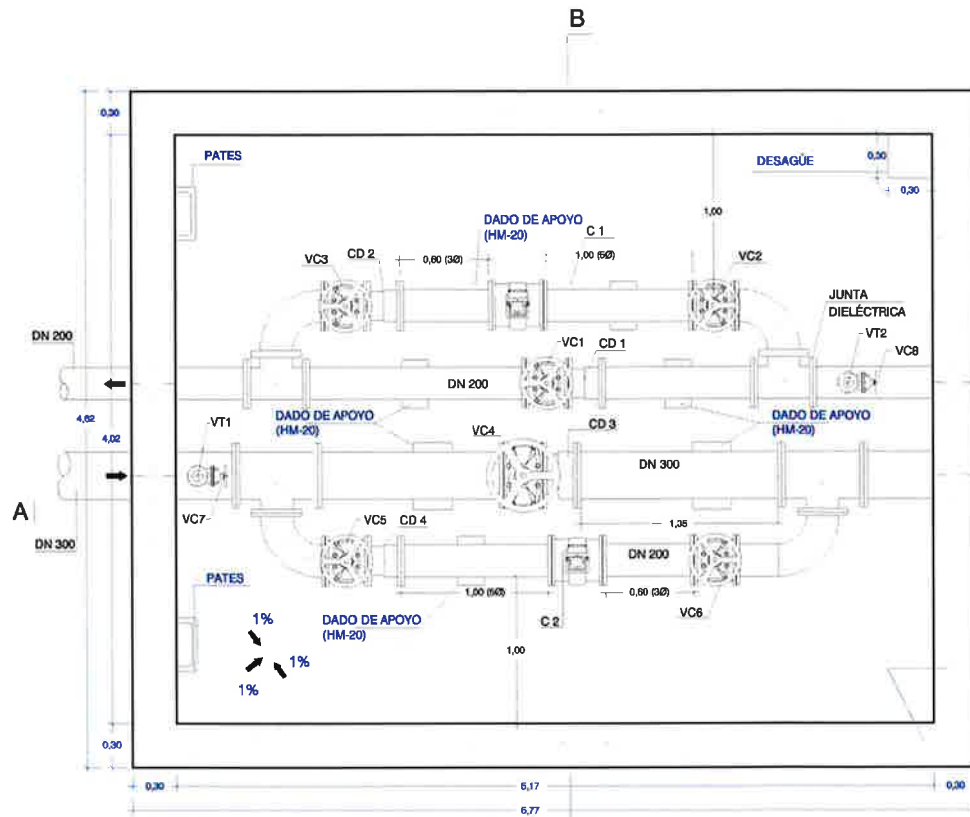 B
0,30
PATES
DESAGÜE
0,30
0,30
DADO DE APOYO
(HM-20)
C 1
1,00
CD 2
VC3
0,60 (3Ø)
1,00 (5Ø)
VC2
JUNTA
DIELÉCTRICA
DN 200
VC1
CD 1
VT2
VC8
DN 200
4,62
4,02
VT1
DADO DE APOYO
(HM-20)
VC4
CD 3
DADO DE APOYO
(HM-20)
DN 300
A
VC7
VC5
CD 4
1,35
DN 300
DN 200
PATES
1,00 (5Ø)
0,60 (3Ø)
VC6
1%
DADO DE APOYO
(HM-20)
C 2
1%
1,00
1%
0,30
0,30
6,17
0,30
6,77